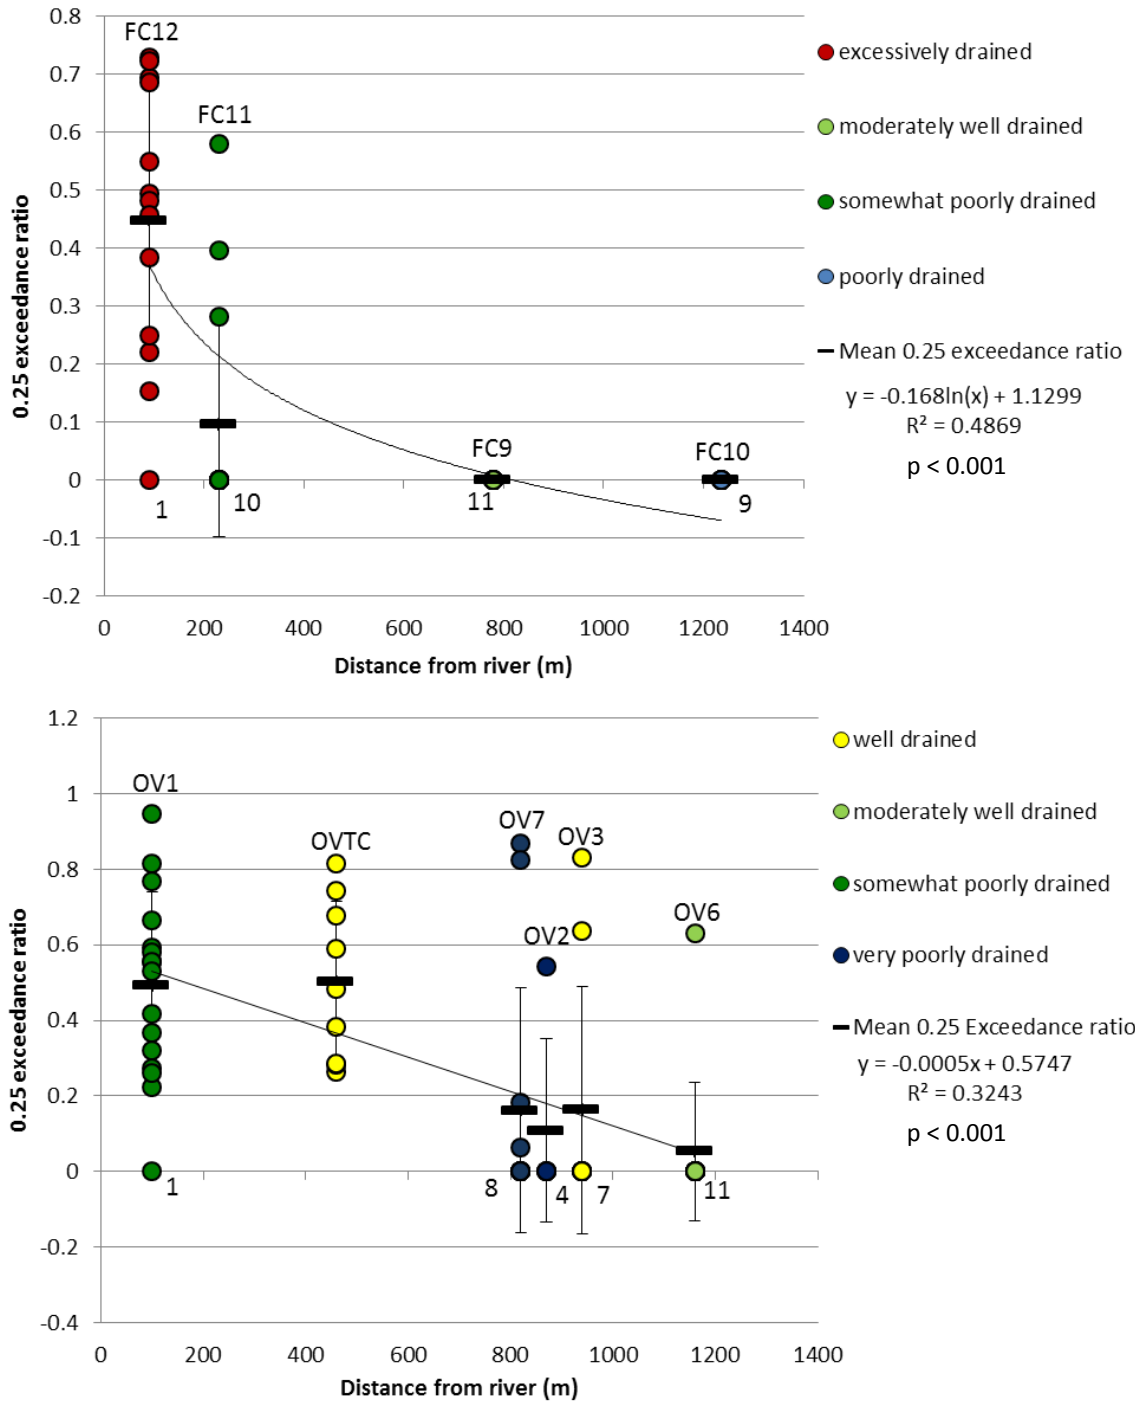 0.8
0.7
0.6
0.5
0.4
0.3
0.2
0.1
0
-0.1
-0.2
0.25 exceedance ratio
FC12
FC11
FC9
FC10
1
10
11
9
0 200 400 600 800 1000 1200 1400
Distance from river (m)
excessively drained
moderately well drained
somewhat poorly drained
poorly drained
Mean 0.25 exceedance ratio
y = -0.168ln(x) + 1.1299
R² = 0.4869
p < 0.001
1.2
1
0.8
0.6
0.4
0.2
0
-0.2
-0.4
0.25 exceedance ratio
OV1
OVTC
OV7
OV3
OV2
OV6
1
8
4
7
11
0 200 400 600 800 1000 1200 1400
Distance from river (m)
well drained
moderately well drained
somewhat poorly drained
very poorly drained
Mean 0.25 Exceedance ratio
y = -0.0005x + 0.5747
R² = 0.3243
p < 0.001